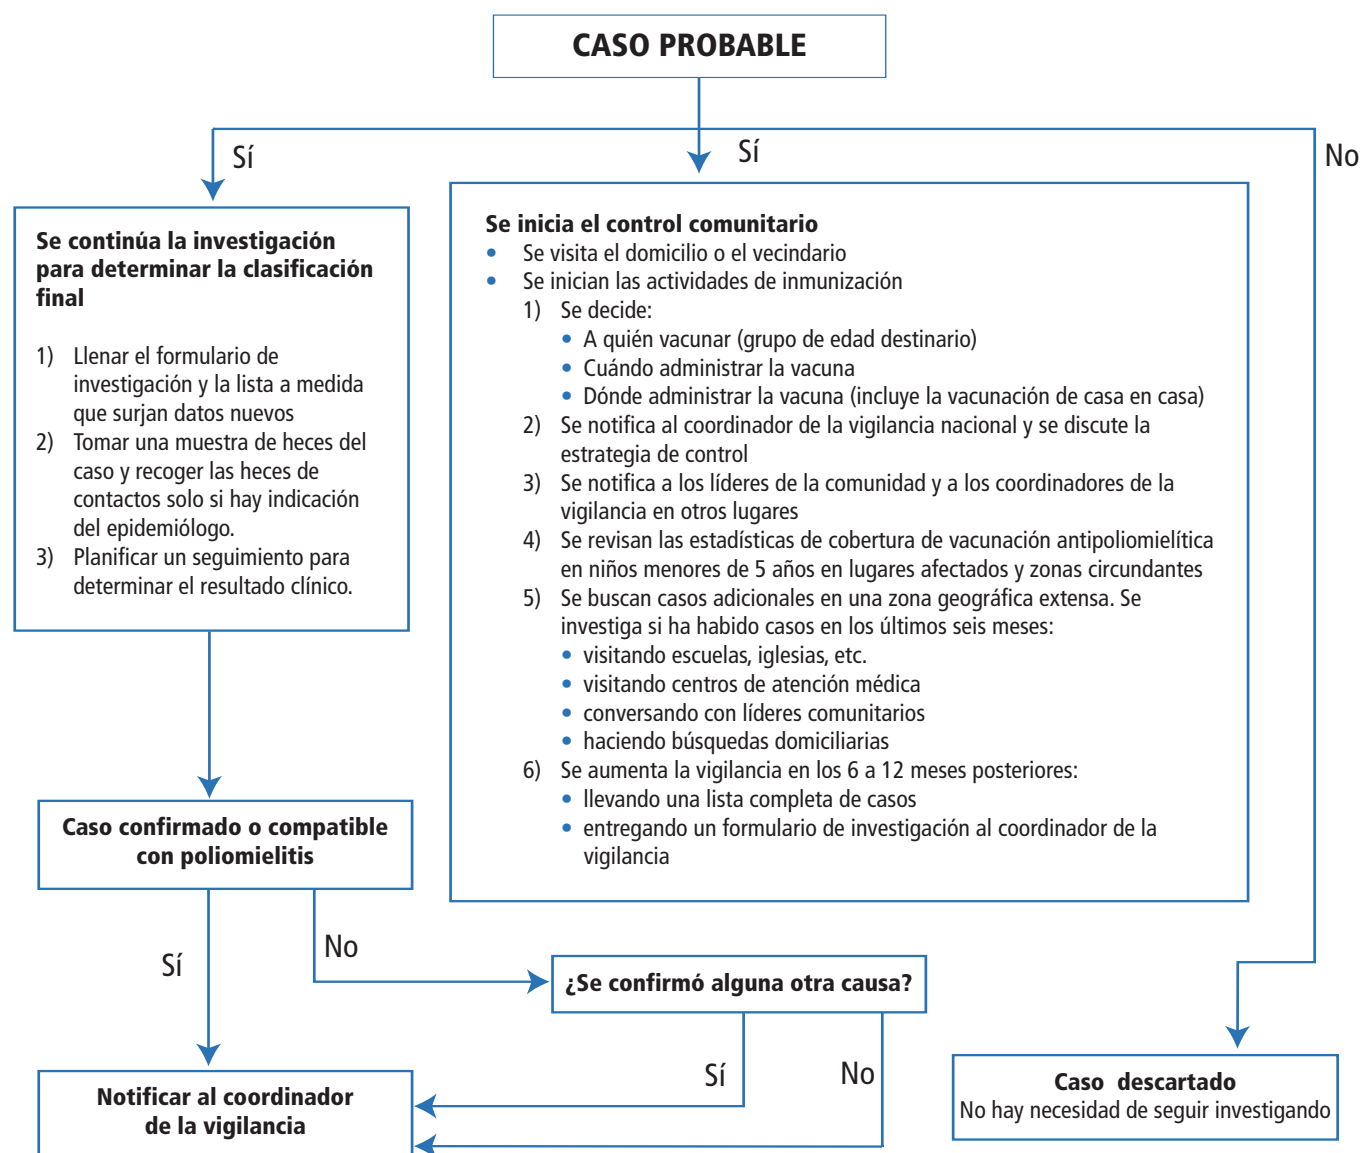 CASO PROBABLE
Sí
Sí
No
Se continúa la investigación
para determinar la clasificación
final
1) Llenar el formulario de
investigación y la lista a medida
que surjan datos nuevos
2) Tomar una muestra de heces del
caso y recoger las heces de
contactos solo si hay indicación
del epidemiólogo.
3) Planificar un seguimiento para
determinar el resultado clínico.
Se inicia el control comunitario
• Se visita el domicilio o el vecindario
• Se inician las actividades de inmunización
1) Se decide:
• A quién vacunar (grupo de edad destinario)
• Cuándo administrar la vacuna
• Dónde administrar la vacuna (incluye la vacunación de casa en casa)
2) Se notifica al coordinador de la vigilancia nacional y se discute la
estrategia de control
3) Se notifica a los líderes de la comunidad y a los coordinadores de la
vigilancia en otros lugares
4) Se revisan las estadísticas de cobertura de vacunación antipoliomielítica
en niños menores de 5 años en lugares afectados y zonas circundantes
5) Se buscan casos adicionales en una zona geográfica extensa. Se
investiga si ha habido casos en los últimos seis meses:
• visitando escuelas, iglesias, etc.
• visitando centros de atención médica
• conversando con líderes comunitarios
• haciendo búsquedas domiciliarias
6) Se aumenta la vigilancia en los 6 a 12 meses posteriores:
• llevando una lista completa de casos
• entregando un formulario de investigación al coordinador de la
vigilancia
Caso confirmado o compatible
con poliomielitis
Sí
No
¿Se confirmó alguna otra causa?
Sí
No
Notificar al coordinador
de la vigilancia
Caso descartado
No hay necesidad de seguir investigando